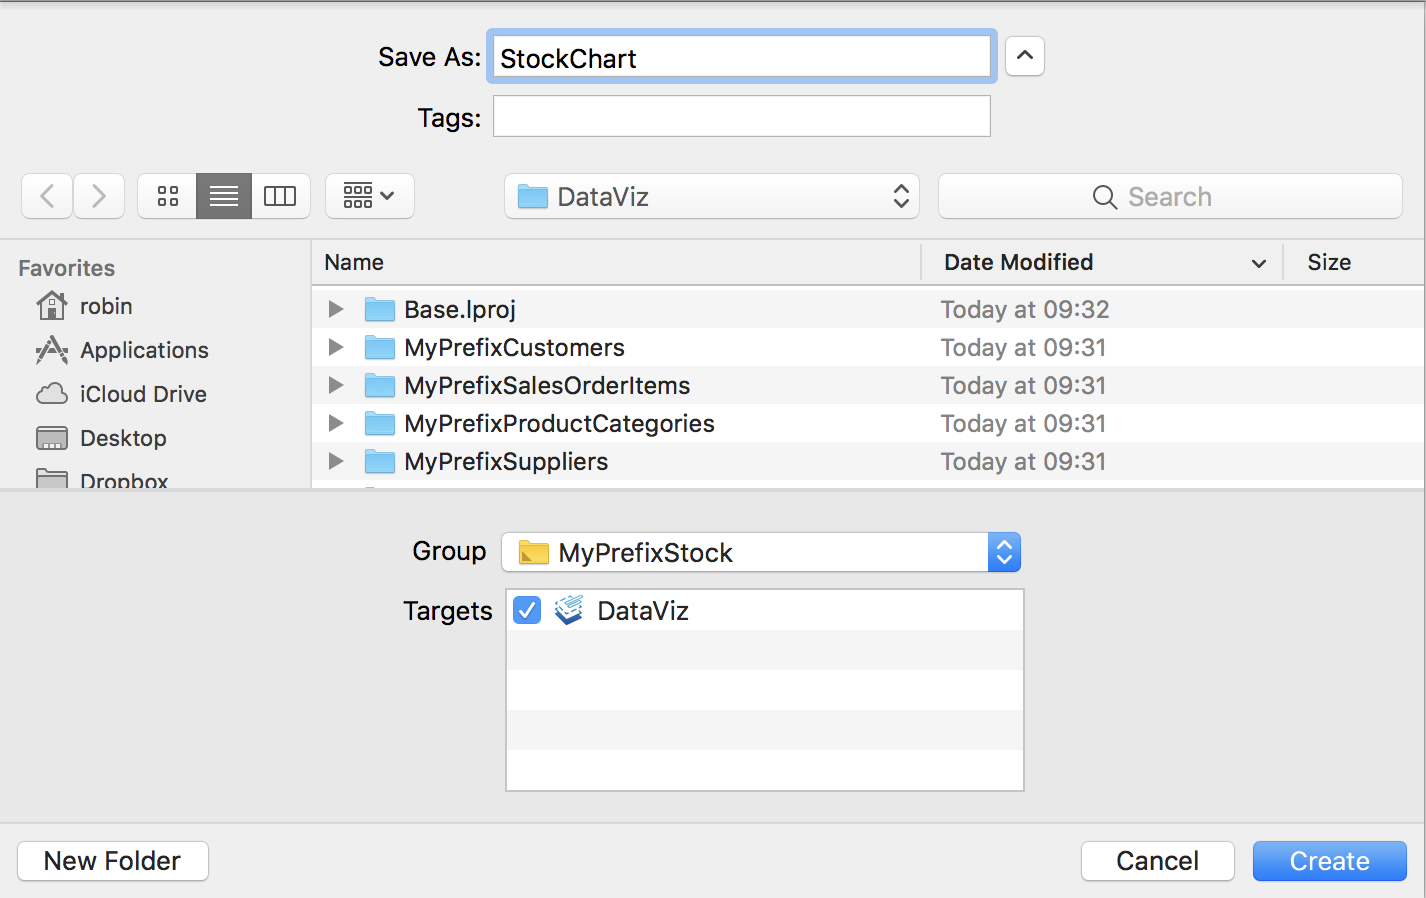 Save As: StockChart
Tags:
DataViz
Search
Favorites
robin
Applications
iCloud Drive
Desktop
Dropbox
Name Date Modified Size
Base.lproj Today at 09:32
MyPrefixCustomers Today at 09:31
MyPrefixSalesOrderItems Today at 09:31
MyPrefixProductCategories Today at 09:31
MyPrefixSuppliers Today at 09:31
Group MyPrefixStock
Targets DataViz
New Folder Cancel Create